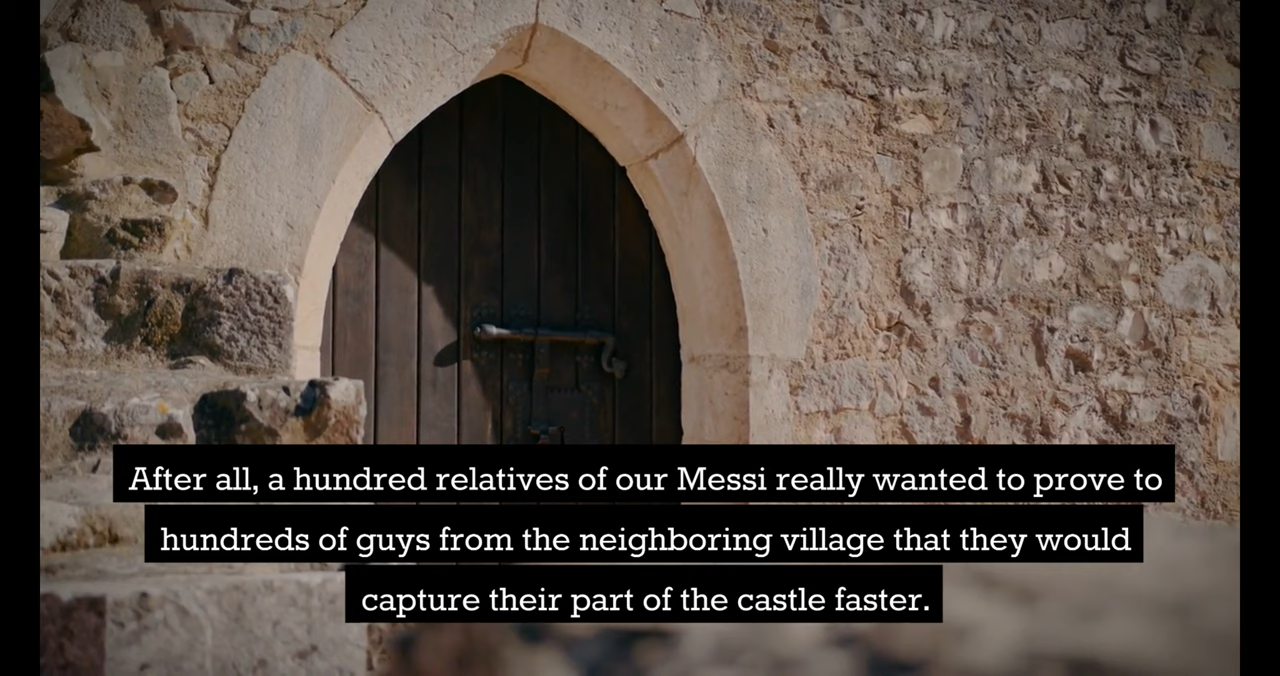 After all, a hundred relatives of our Messi really wanted to prove to
hundreds of guys from the neighboring village that they would
capture their part of the castle faster.